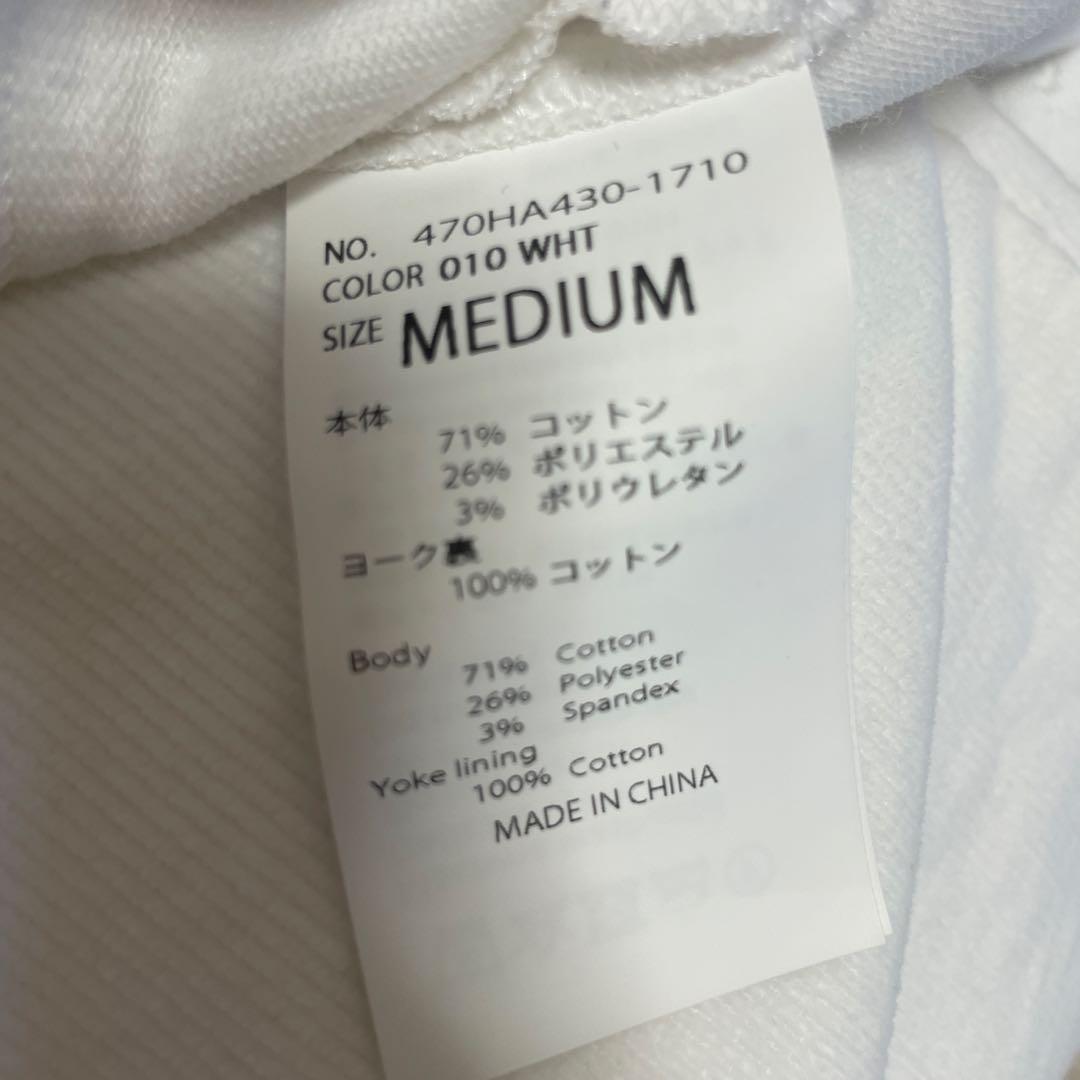 NO. 470HA430-1710
COLOR 010 WHT
SIZE MEDIUM
本体
71% コットン
26% ポリエステル
3% ポリウレタン
ヨーク裏
100% コットン
Body
71% Cotton
26% Polyester
3% Spandex
Yoke lining
100% Cotton
MADE IN CHINA